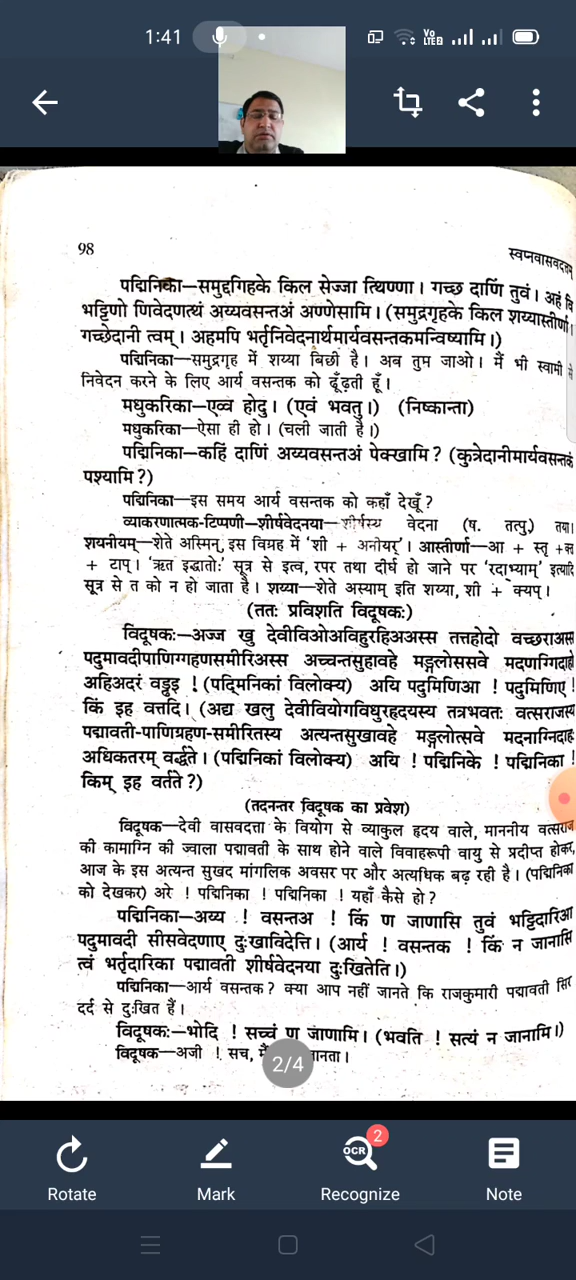 1:41
Vo
LTE2
98
स्वप्नवासवदत्तम्
पद्मिनिका—समुद्दगिहके किल सेज्जा त्थिण्णा। गच्छ दाणिं तुवं। अहं वि
भट्टिणो णिवेदणत्थं अय्यवसन्तअं अण्णेसामि। (समुद्रगृहके किल शय्यास्तीर्णा।
गच्छेदानी त्वम्। अहमपि भर्तृनिवेदनार्थमार्यवसन्तकमन्विष्यामि।)
पद्मिनिका—समुद्रगृह में शय्या बिछी है। अब तुम जाओ। मैं भी स्वामी से
निवेदन करने के लिए आर्य वसन्तक को ढूँढ़ती हूँ।
मधुकरिका—एव्व होदु। (एवं भवतु।) (निष्कान्ता)
मधुकरिका—ऐसा ही हो। (चली जाती है।)
पद्मिनिका—कहिं दाणिं अय्यवसन्तअं पेक्खामि? (कुत्रेदानीमार्यवसन्तकं
पश्यामि?)
पद्मिनिका—इस समय आर्य वसन्तक को कहाँ देखूँ?
व्याकरणात्मक-टिप्पणी—शीर्षवेदनया—शीर्षस्य वेदना (ष. तत्पु.) तया।
शयनीयम्—शेते अस्मिन्, इस विग्रह में 'शी + अनीयर्'। आस्तीर्णा—आ + स्तृ +क्त
+ टाप्। 'ऋत इद्धातोः' सूत्र से इत्व, रपर तथा दीर्घ हो जाने पर 'रदाभ्याम्' इत्यादि
सूत्र से त को न हो जाता है। शय्या—शेते अस्याम् इति शय्या, शी + क्यप्।
(ततः प्रविशति विदूषकः)
विदूषकः—अज्ज खु देवीविओअविहुरहिअअस्स तत्तहोदो वच्छराअस्स
पदुमावदीपाणिग्गहणसमीरिअस्स अच्चन्तसुहावहे मङ्गलोससवे मदणग्गिदाहो
अहिअदरं वड्ढइ ! (पद्मिनिकां विलोक्य) अयि पदुमिणिआ ! पदुमिणिए !
किं इह वत्तदि। (अद्य खलु देवीवियोगविधुरहृदयस्य तत्रभवतः वत्सराजस्य
पद्मावती-पाणिग्रहण-समीरितस्य अत्यन्तसुखावहे मङ्गलोत्सवे मदनाग्निदाहः
अधिकतरम् वर्द्धते। (पद्मिनिकां विलोक्य) अयि ! पद्मिनिके ! पद्मिनिका !
किम् इह वर्तते?)
(तदनन्तर विदूषक का प्रवेश)
विदूषक—देवी वासवदत्ता के वियोग से व्याकुल हृदय वाले, माननीय वत्सराज
की कामाग्नि की ज्वाला पद्मावती के साथ होने वाले विवाहरूपी वायु से प्रदीप्त होकर,
आज के इस अत्यन्त सुखद मांगलिक अवसर पर और अत्यधिक बढ़ रही है। (पद्मिनिका
को देखकर) अरे ! पद्मिनिका ! पद्मिनिका ! यहाँ कैसे हो?
पद्मिनिका—अय्य ! वसन्तअ ! किं ण जाणासि तुवं भट्टिदारिआ
पदुमावदी सीसवेदणाए दुःखाविदेत्ति। (आर्य ! वसन्तक ! किं न जानासि
त्वं भर्तृदारिका पद्मावती शीर्षवेदनया दुःखितेति।)
पद्मिनिका—आर्य वसन्तक? क्या आप नहीं जानते कि राजकुमारी पद्मावती सिर
दर्द से दुःखित हैं।
विदूषकः—भोदि ! सच्चं ण जाणामि। (भवति ! सत्यं न जानामि।)
विदूषक—अजी ! सच, जानता।
2/4
OCR
2
Rotate
Mark
Recognize
Note